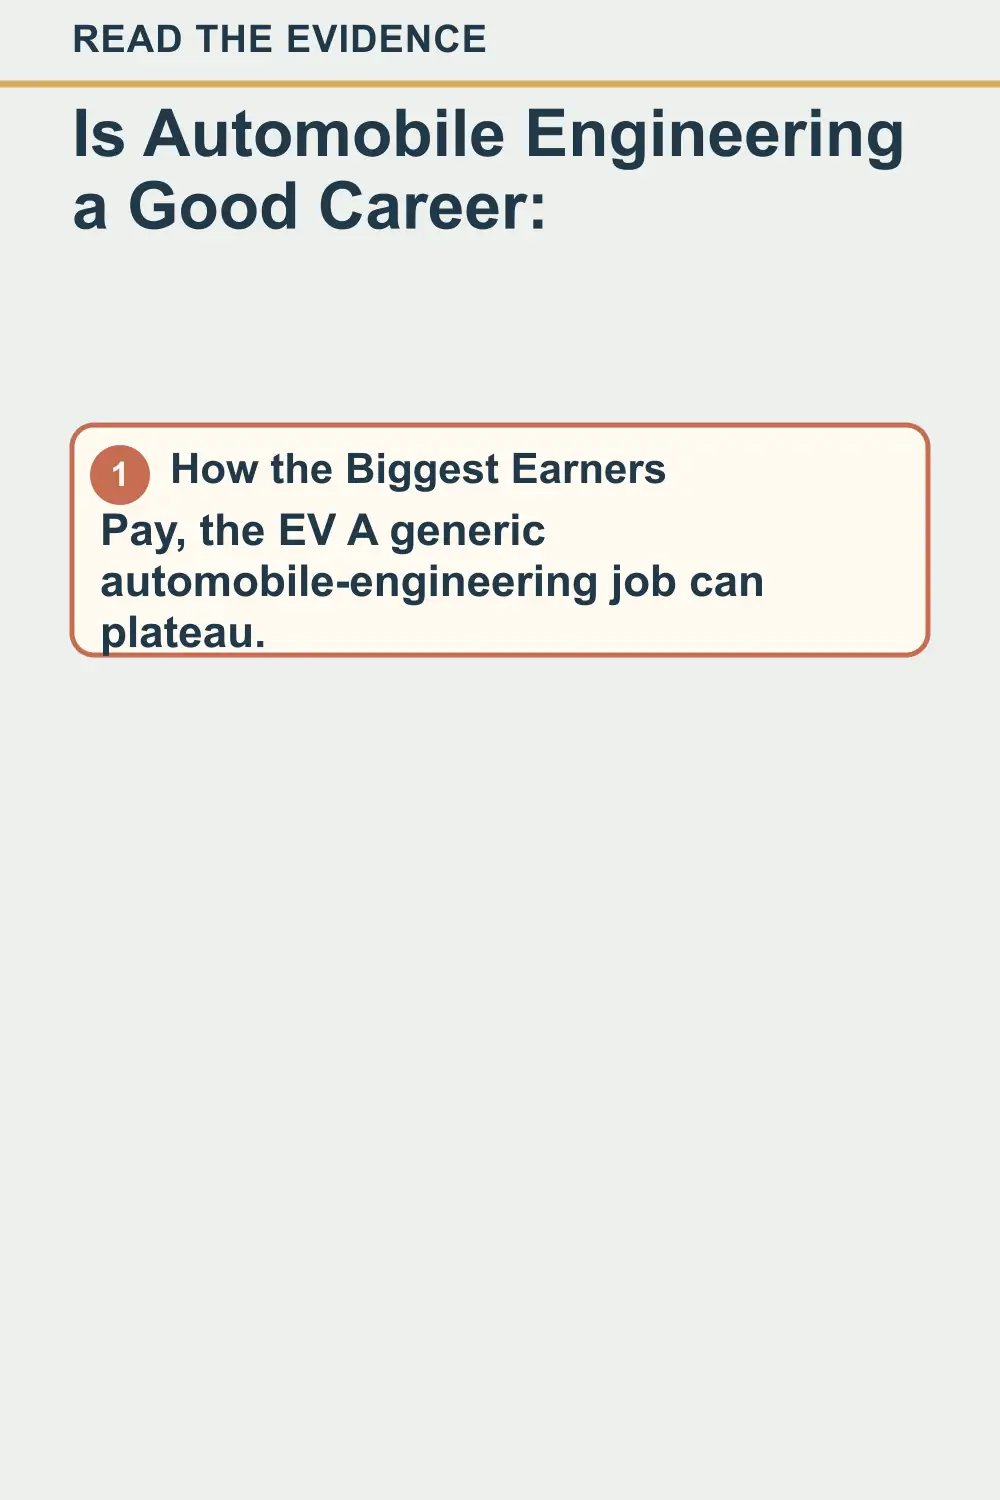 READ THE EVIDENCE
Is Automobile Engineering
a Good Career:
1 How the Biggest Earners
Pay, the EV A generic
automobile-engineering job can
plateau.